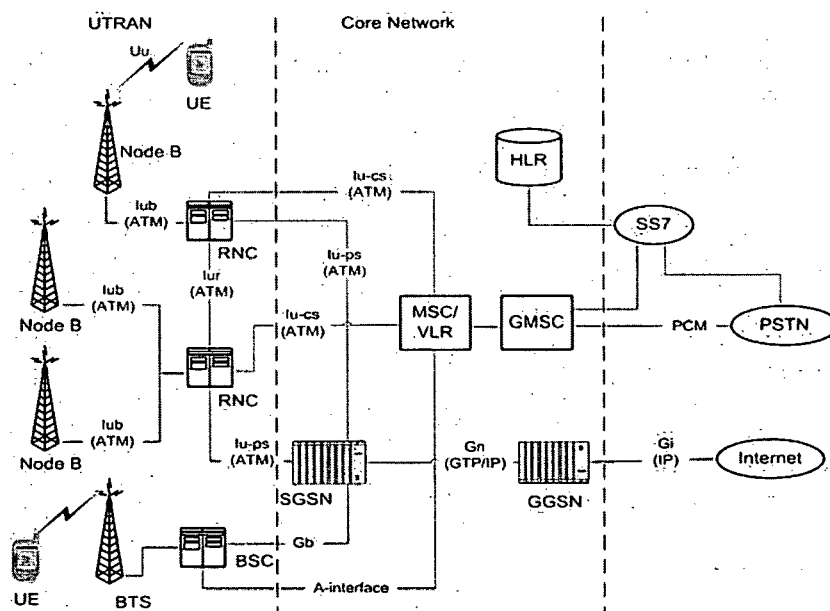 UTRAN
Core Network
Uu
UE
Node B
HLR
Iu-cs
(ATM)
Iub
(ATM)
SS7
RNC
Iu-ps
(ATM)
Iur
(ATM)
Iub
(ATM)
Node B
Iu-cs
(ATM)
MSC/
VLR
GMSC
PCM
PSTN
RNC
Iub
(ATM)
Node B
Iu-ps
(ATM)
SGSN
Gn
(GTP/IP)
GGSN
Gi
(IP)
Internet
UE
BTS
BSC
Gb
A-interface